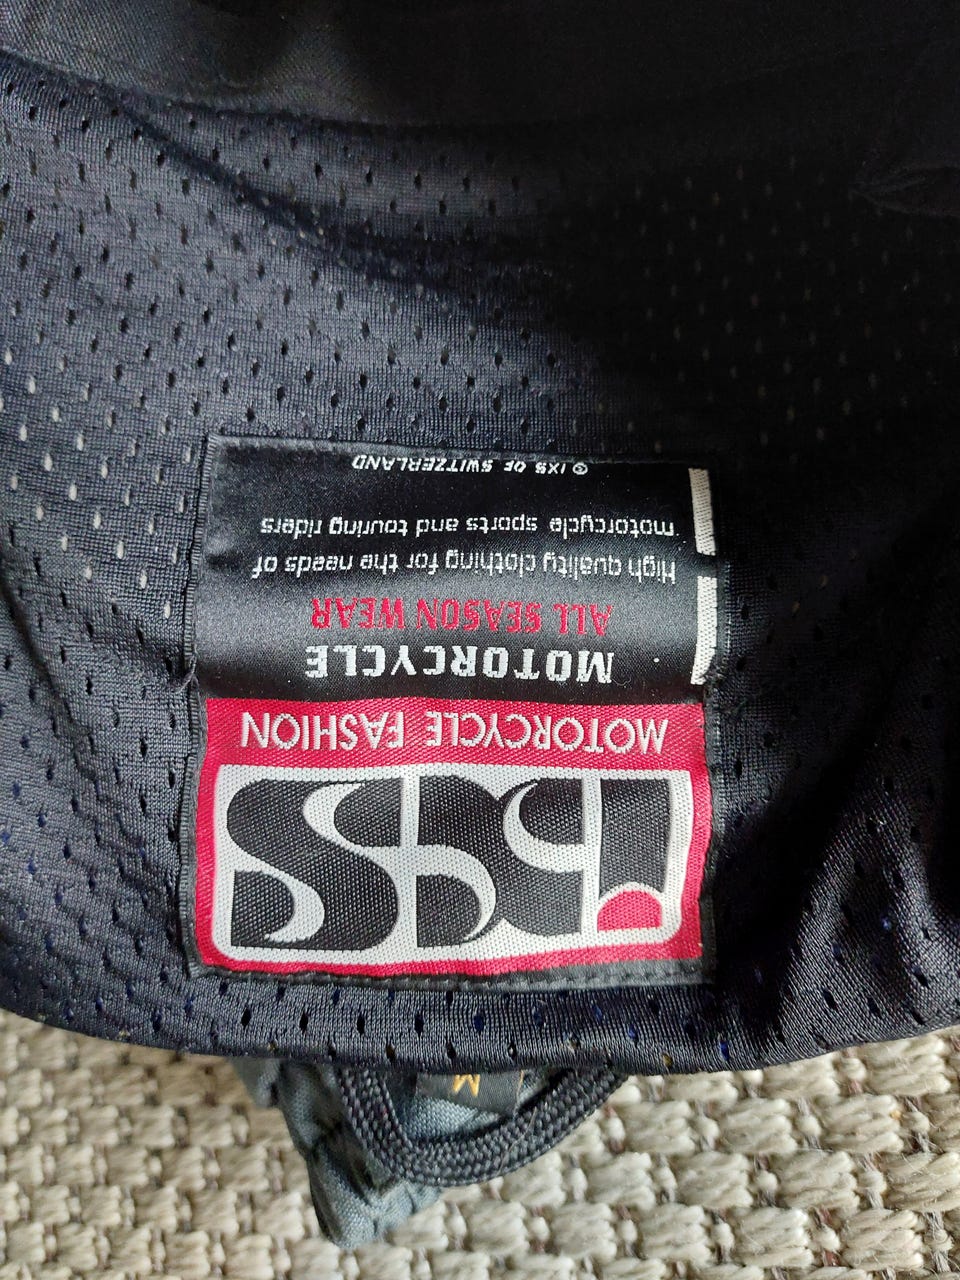 iXS
MOTORCYCLE FASHION
MOTORCYCLE
ALL SEASON WEAR
High quality clothing for the needs of
motorcycle sports and touring riders
® IXS OF SWITZERLAND
M